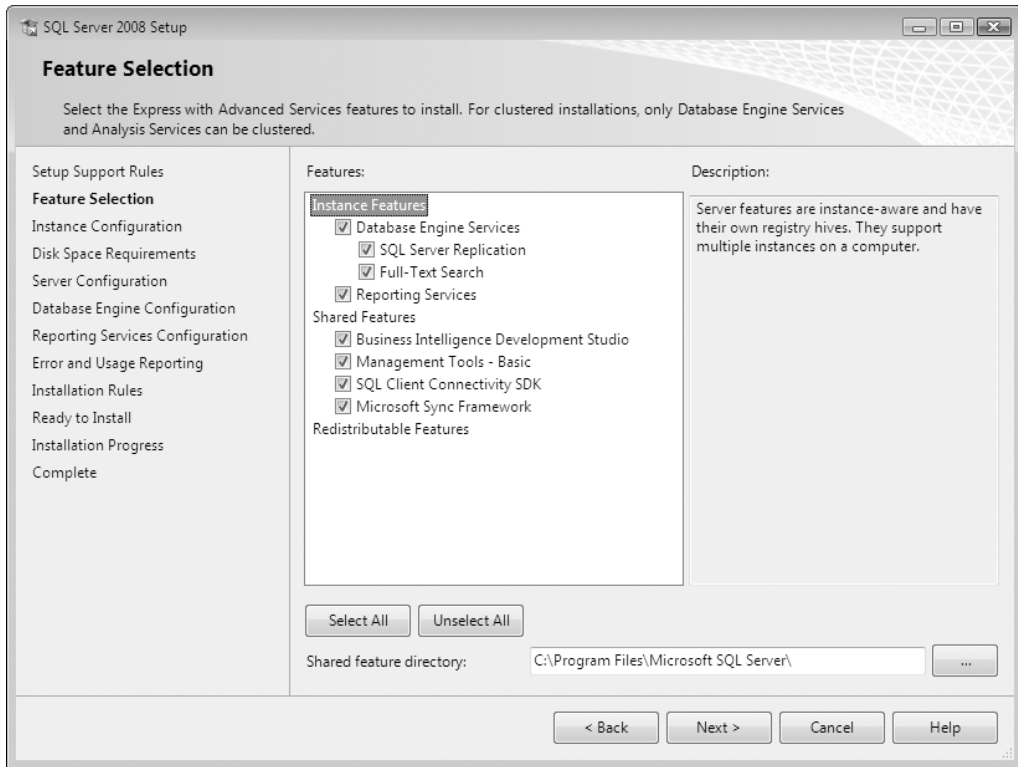 SQL Server 2008 Setup
Feature Selection
Select the Express with Advanced Services features to install. For clustered installations, only Database Engine Services
and Analysis Services can be clustered.
Setup Support Rules
Feature Selection
Instance Configuration
Disk Space Requirements
Server Configuration
Database Engine Configuration
Reporting Services Configuration
Error and Usage Reporting
Installation Rules
Ready to Install
Installation Progress
Complete
Features:
Instance Features
Database Engine Services
SQL Server Replication
Full-Text Search
Reporting Services
Shared Features
Business Intelligence Development Studio
Management Tools - Basic
SQL Client Connectivity SDK
Microsoft Sync Framework
Redistributable Features
Description:
Server features are instance-aware and have
their own registry hives. They support
multiple instances on a computer.
Select All
Unselect All
Shared feature directory:
C:\Program Files\Microsoft SQL Server\
...
< Back
Next >
Cancel
Help